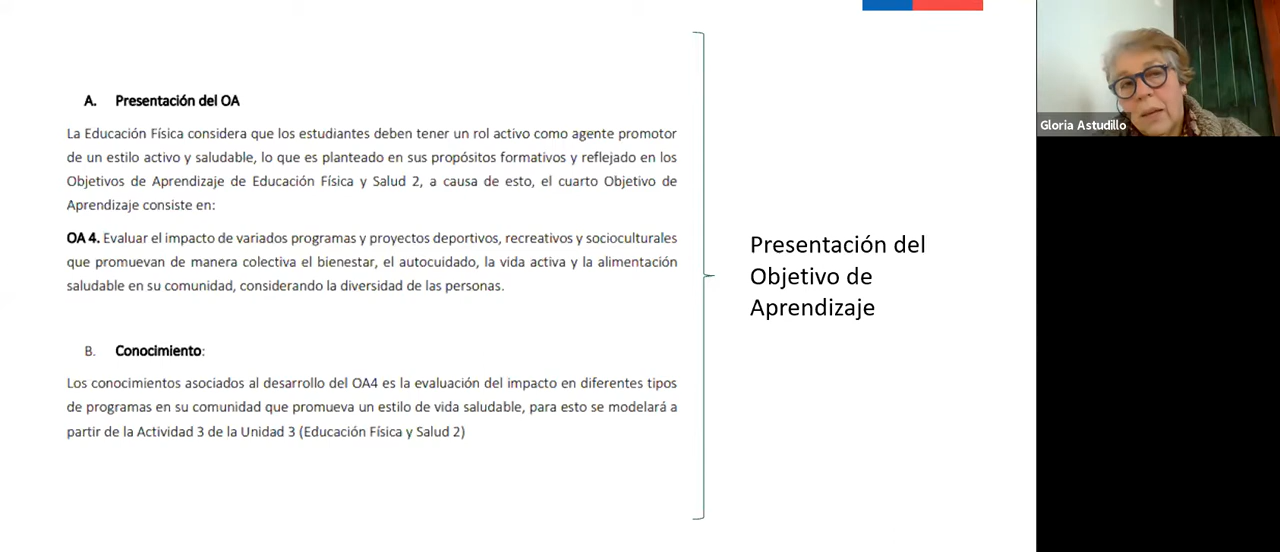 A. Presentación del OA
La Educación Física considera que los estudiantes deben tener un rol activo como agente promotor
de un estilo activo y saludable, lo que es planteado en sus propósitos formativos y reflejado en los
Objetivos de Aprendizaje de Educación Física y Salud 2, a causa de esto, el cuarto Objetivo de
Aprendizaje consiste en:
OA 4. Evaluar el impacto de variados programas y proyectos deportivos, recreativos y socioculturales
que promuevan de manera colectiva el bienestar, el autocuidado, la vida activa y la alimentación
saludable en su comunidad, considerando la diversidad de las personas.
B. Conocimiento:
Los conocimientos asociados al desarrollo del OA4 es la evaluación del impacto en diferentes tipos
de programas en su comunidad que promueva un estilo de vida saludable, para esto se modelará a
partir de la Actividad 3 de la Unidad 3 (Educación Física y Salud 2)
Presentación del
Objetivo de
Aprendizaje
Gloria Astudillo